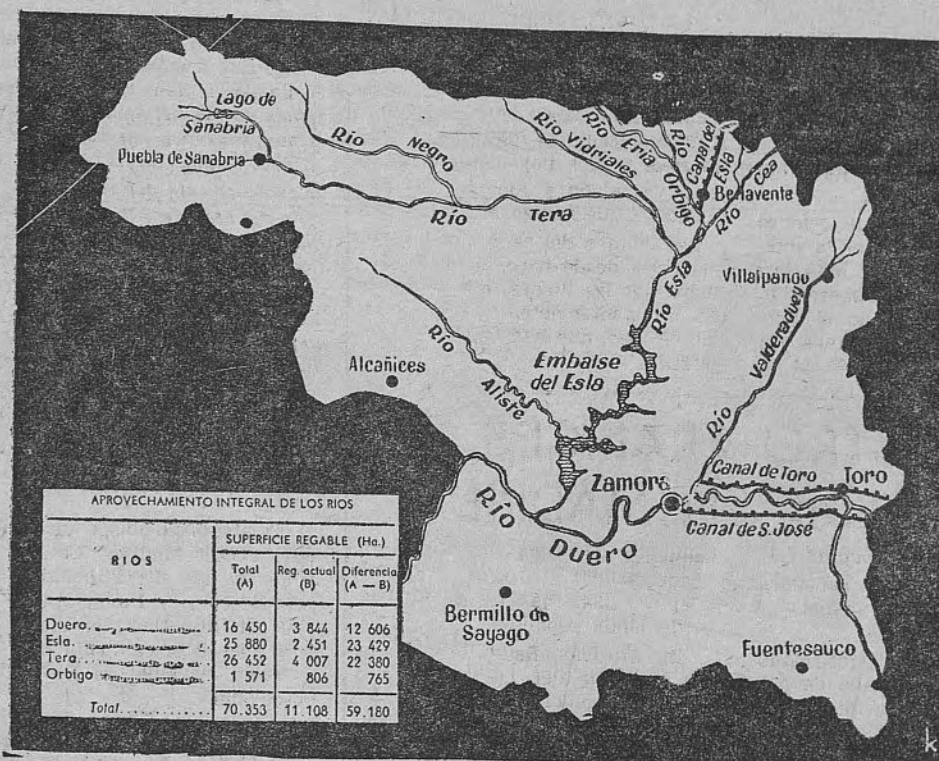 Lago de
Sanabria
Puebla de Sanabria
Río Negro
Río Tera
Río Vidriales
Río Eria
Río Orbigo
Canal del Esla
Benavente
Río Cea
Río Esla
Villalpando
Río Valderaduey
Embalse
del Esla
Alcañices
Río Aliste
Zamora
Canal de Toro
Toro
Canal de S. José
Río Duero
Bermillo de
Sayago
Fuentesauco
APROVECHAMIENTO INTEGRAL DE LOS RIOS
RIOS
SUPERFICIE REGABLE (Ha.)
Total Reg. actual Diferencia
(A) (B) (A — B)
Duero. 16 450 3 844 12 606
Esla. 25 880 2.451 23 429
Tera. 26 452 4 007 22 380
Orbigo 1 571 806 765
Total............ 70.353 11.108 59.180
k